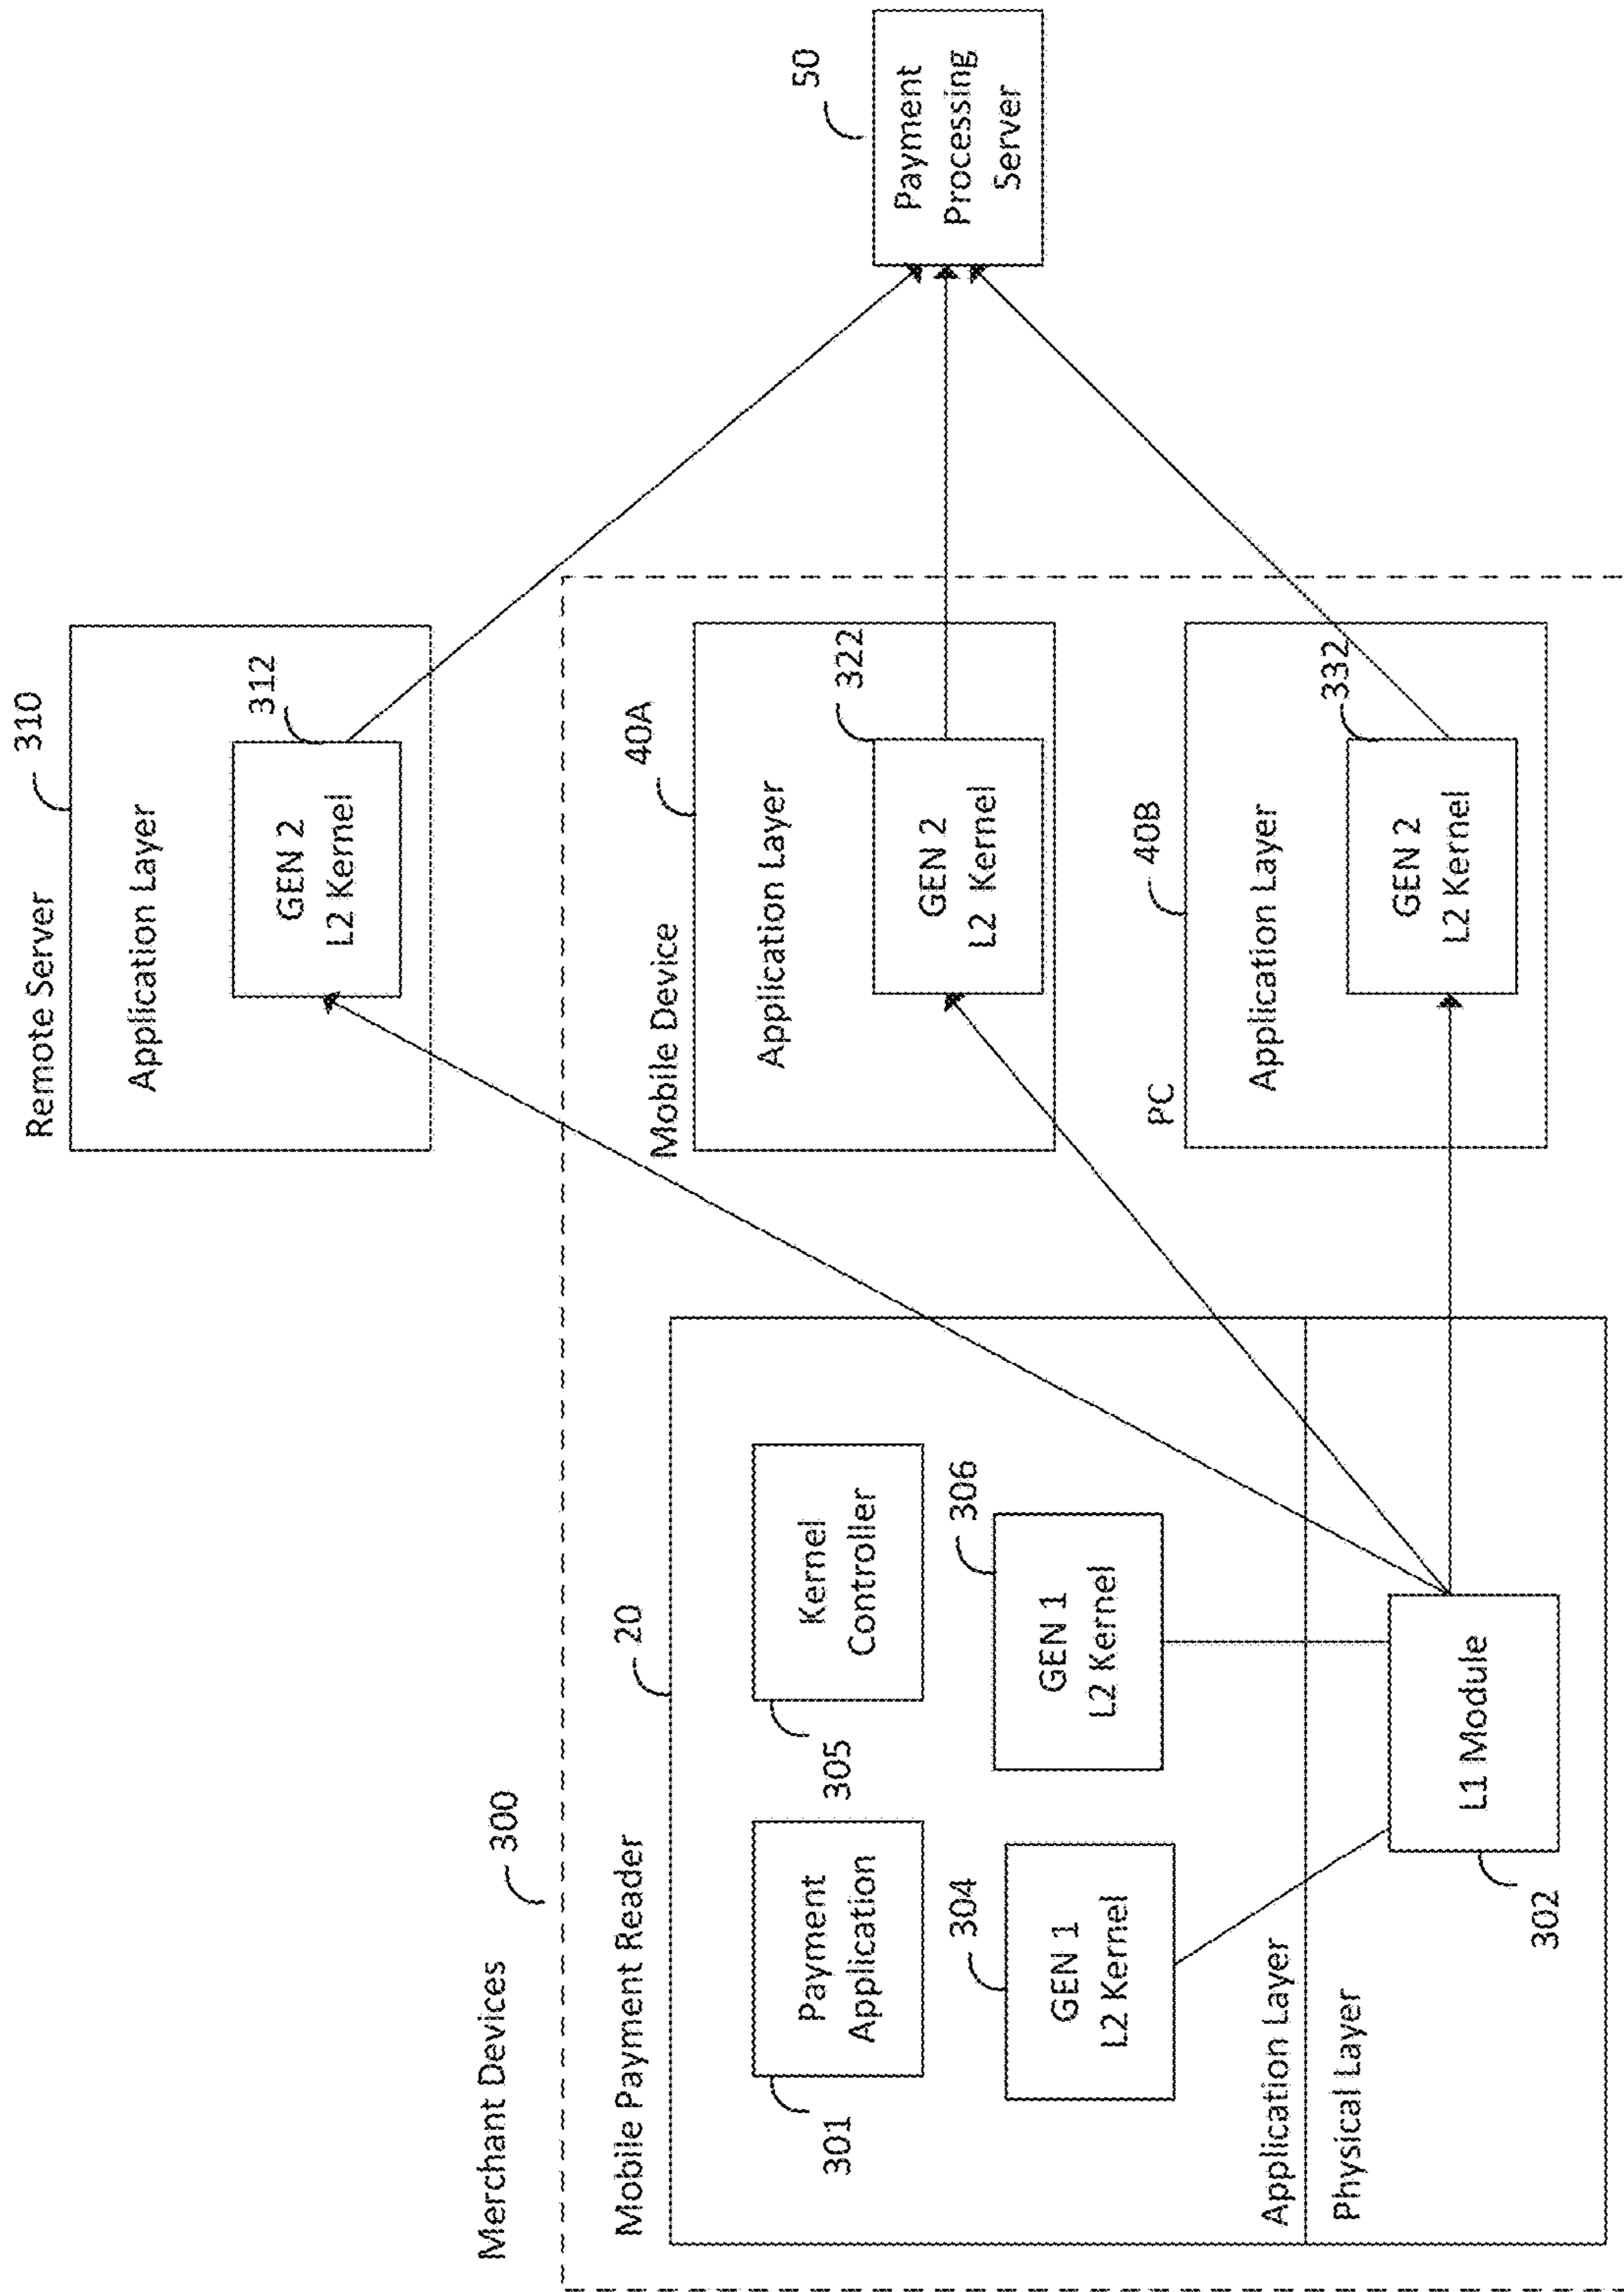 Remote Server
310
Application Layer
312
GEN 2
L2 Kernel
Merchant Devices
300
Mobile Payment Reader
20
Payment
Application
301
Kernel
Controller
305
304
GEN 1
L2 Kernel
306
GEN 1
L2 Kernel
Application Layer
Physical Layer
L1 Module
302
Mobile Device
40A
Application Layer
322
GEN 2
L2 Kernel
PC
40B
Application Layer
332
GEN 2
L2 Kernel
50
Payment
Processing
Server